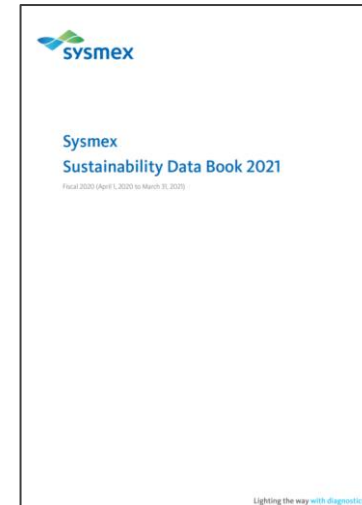 sysmex
Sysmex
Sustainability Data Book 2021
Fiscal 2020 (April 1, 2020 to March 31, 2021)
Lighting the way with diagnostics